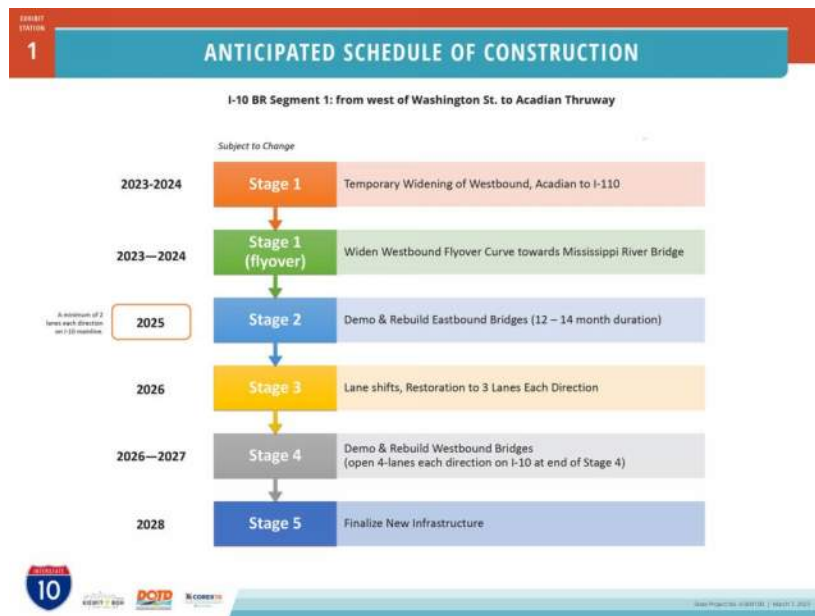 EXHIBIT
STATION
1
ANTICIPATED SCHEDULE OF CONSTRUCTION
I-10 BR Segment 1: from west of Washington St. to Acadian Thruway
Subject to Change
2023-2024
Stage 1
Temporary Widening of Westbound, Acadian to I-110
2023—2024
Stage 1
(flyover)
Widen Westbound Flyover Curve towards Mississippi River Bridge
A minimum of 2
lanes each direction
on I-10 mainline
2025
Stage 2
Demo & Rebuild Eastbound Bridges (12 – 14 month duration)
2026
Stage 3
Lane shifts, Restoration to 3 Lanes Each Direction
2026—2027
Stage 4
Demo & Rebuild Westbound Bridges
(open 4-lanes each direction on I-10 at end of Stage 4)
2028
Stage 5
Finalize New Infrastructure
INTERSTATE
10
DOTD
State Project No.